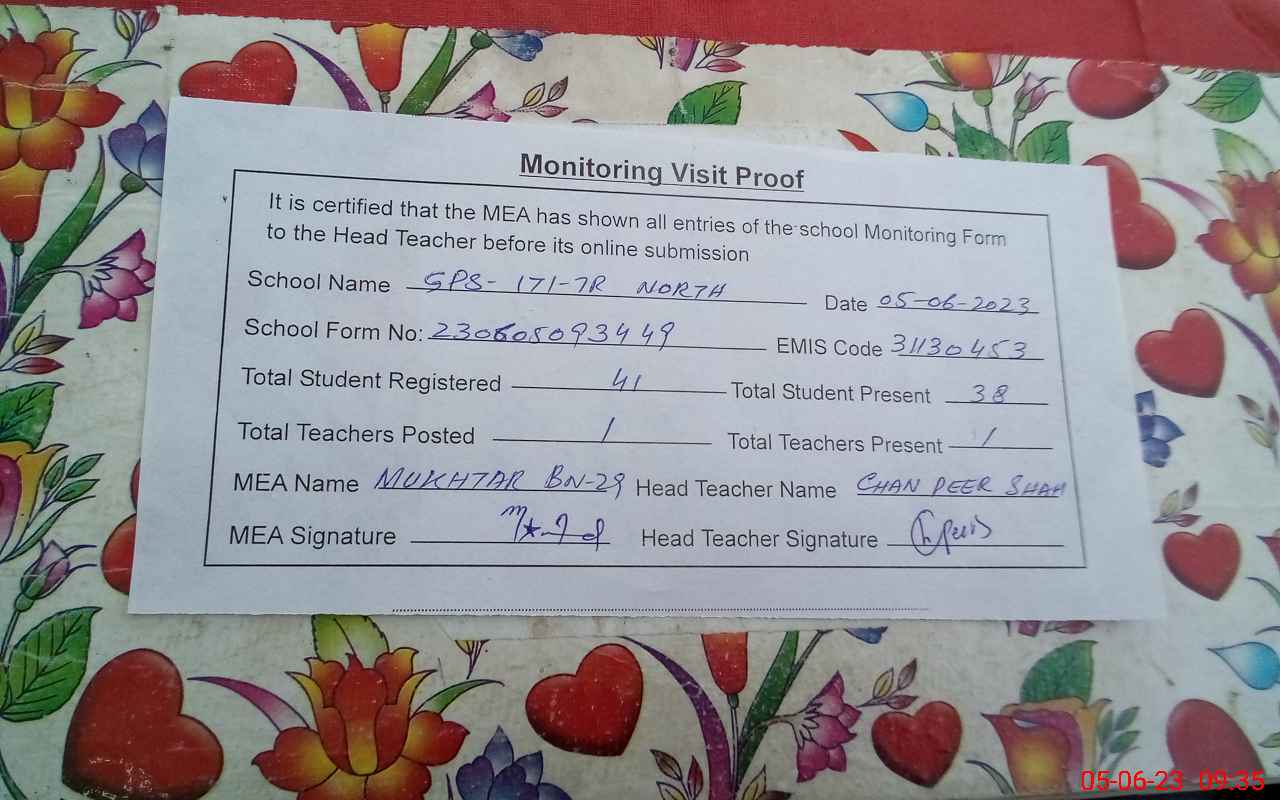 Monitoring Visit Proof
It is certified that the MEA has shown all entries of the school Monitoring Form
to the Head Teacher before its online submission
School Name GPS- 171-7R NORTH Date 05-06-2023
School Form No: 230605093449 EMIS Code 31130453
Total Student Registered 41 Total Student Present 38
Total Teachers Posted 1 Total Teachers Present 1
MEA Name MUKHTAR BN-29 Head Teacher Name CHAN PEER SHAH
MEA Signature Head Teacher Signature
05-06-23 09:35